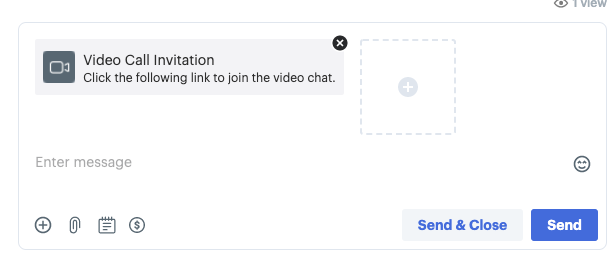 1 view
Video Call Invitation
Click the following link to join the video chat.
Enter message
Send & Close
Send